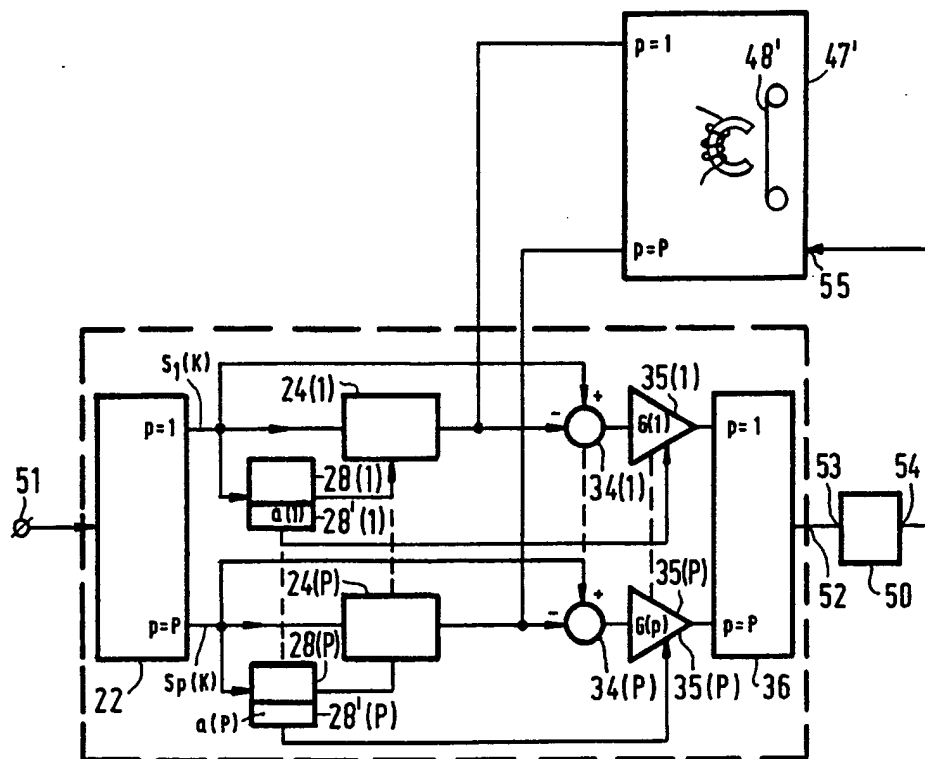 p=1
48'
47'
p=P
55
s₁(K)
24(1)
35(1)
p=1
+
-
G(1)
p=1
51
28(1)
34(1)
53
54
a(1)
28'(1)
24(P)
35(P)
52
50
+
p=P
-
G(p)
p=P
22
sₚ(K)
28(P)
34(P)
35(P)
36
a(P)
28'(P)